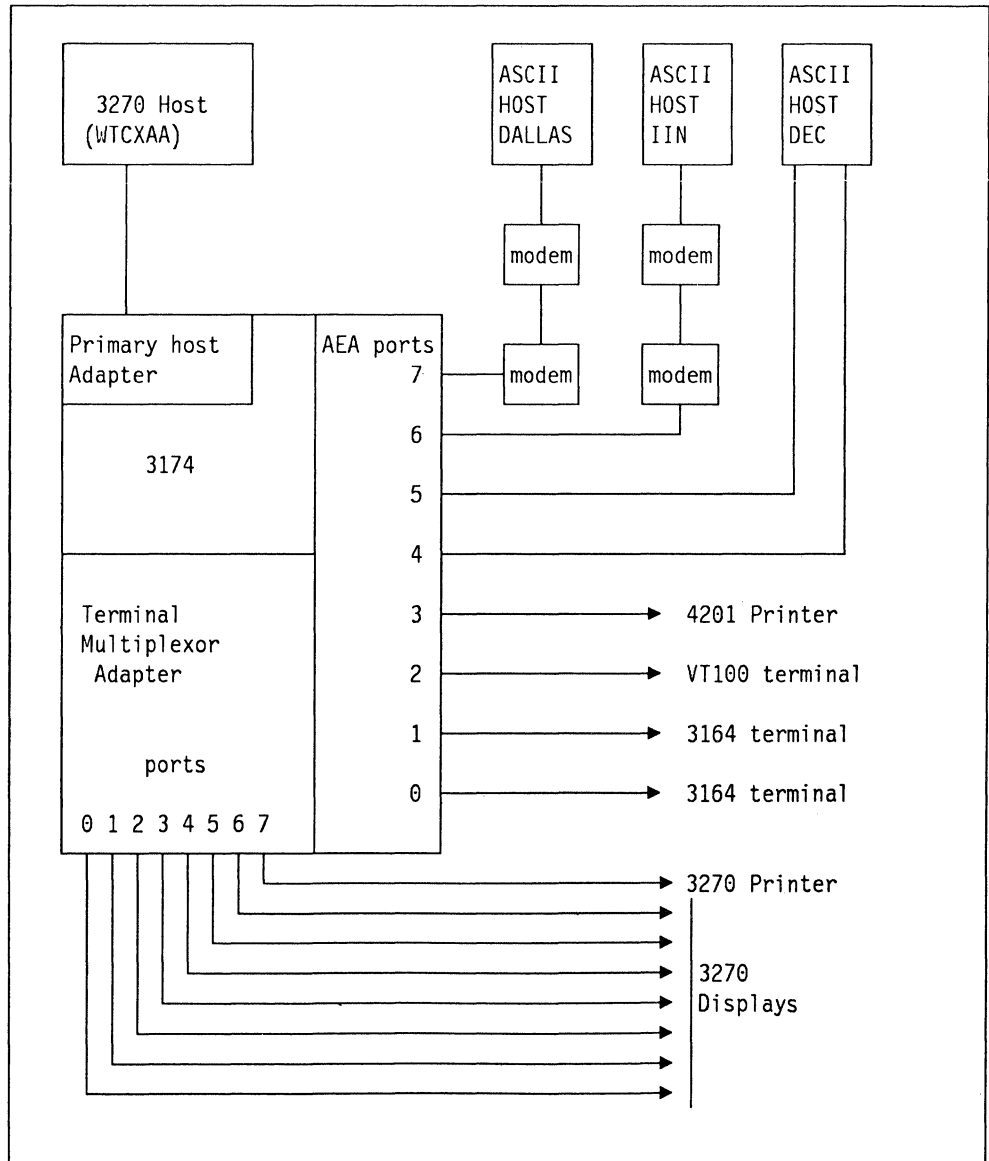 3270 Host
(WTCXAA)
ASCII
HOST
DALLAS
ASCII
HOST
IIN
ASCII
HOST
DEC
modem
modem
Primary host
Adapter
AEA ports
7
modem
modem
6
3174
5
4
Terminal
Multiplexor
Adapter
3
4201 Printer
2
VT100 terminal
1
3164 terminal
ports
0
3164 terminal
0 1 2 3 4 5 6 7
3270 Printer
3270
Displays